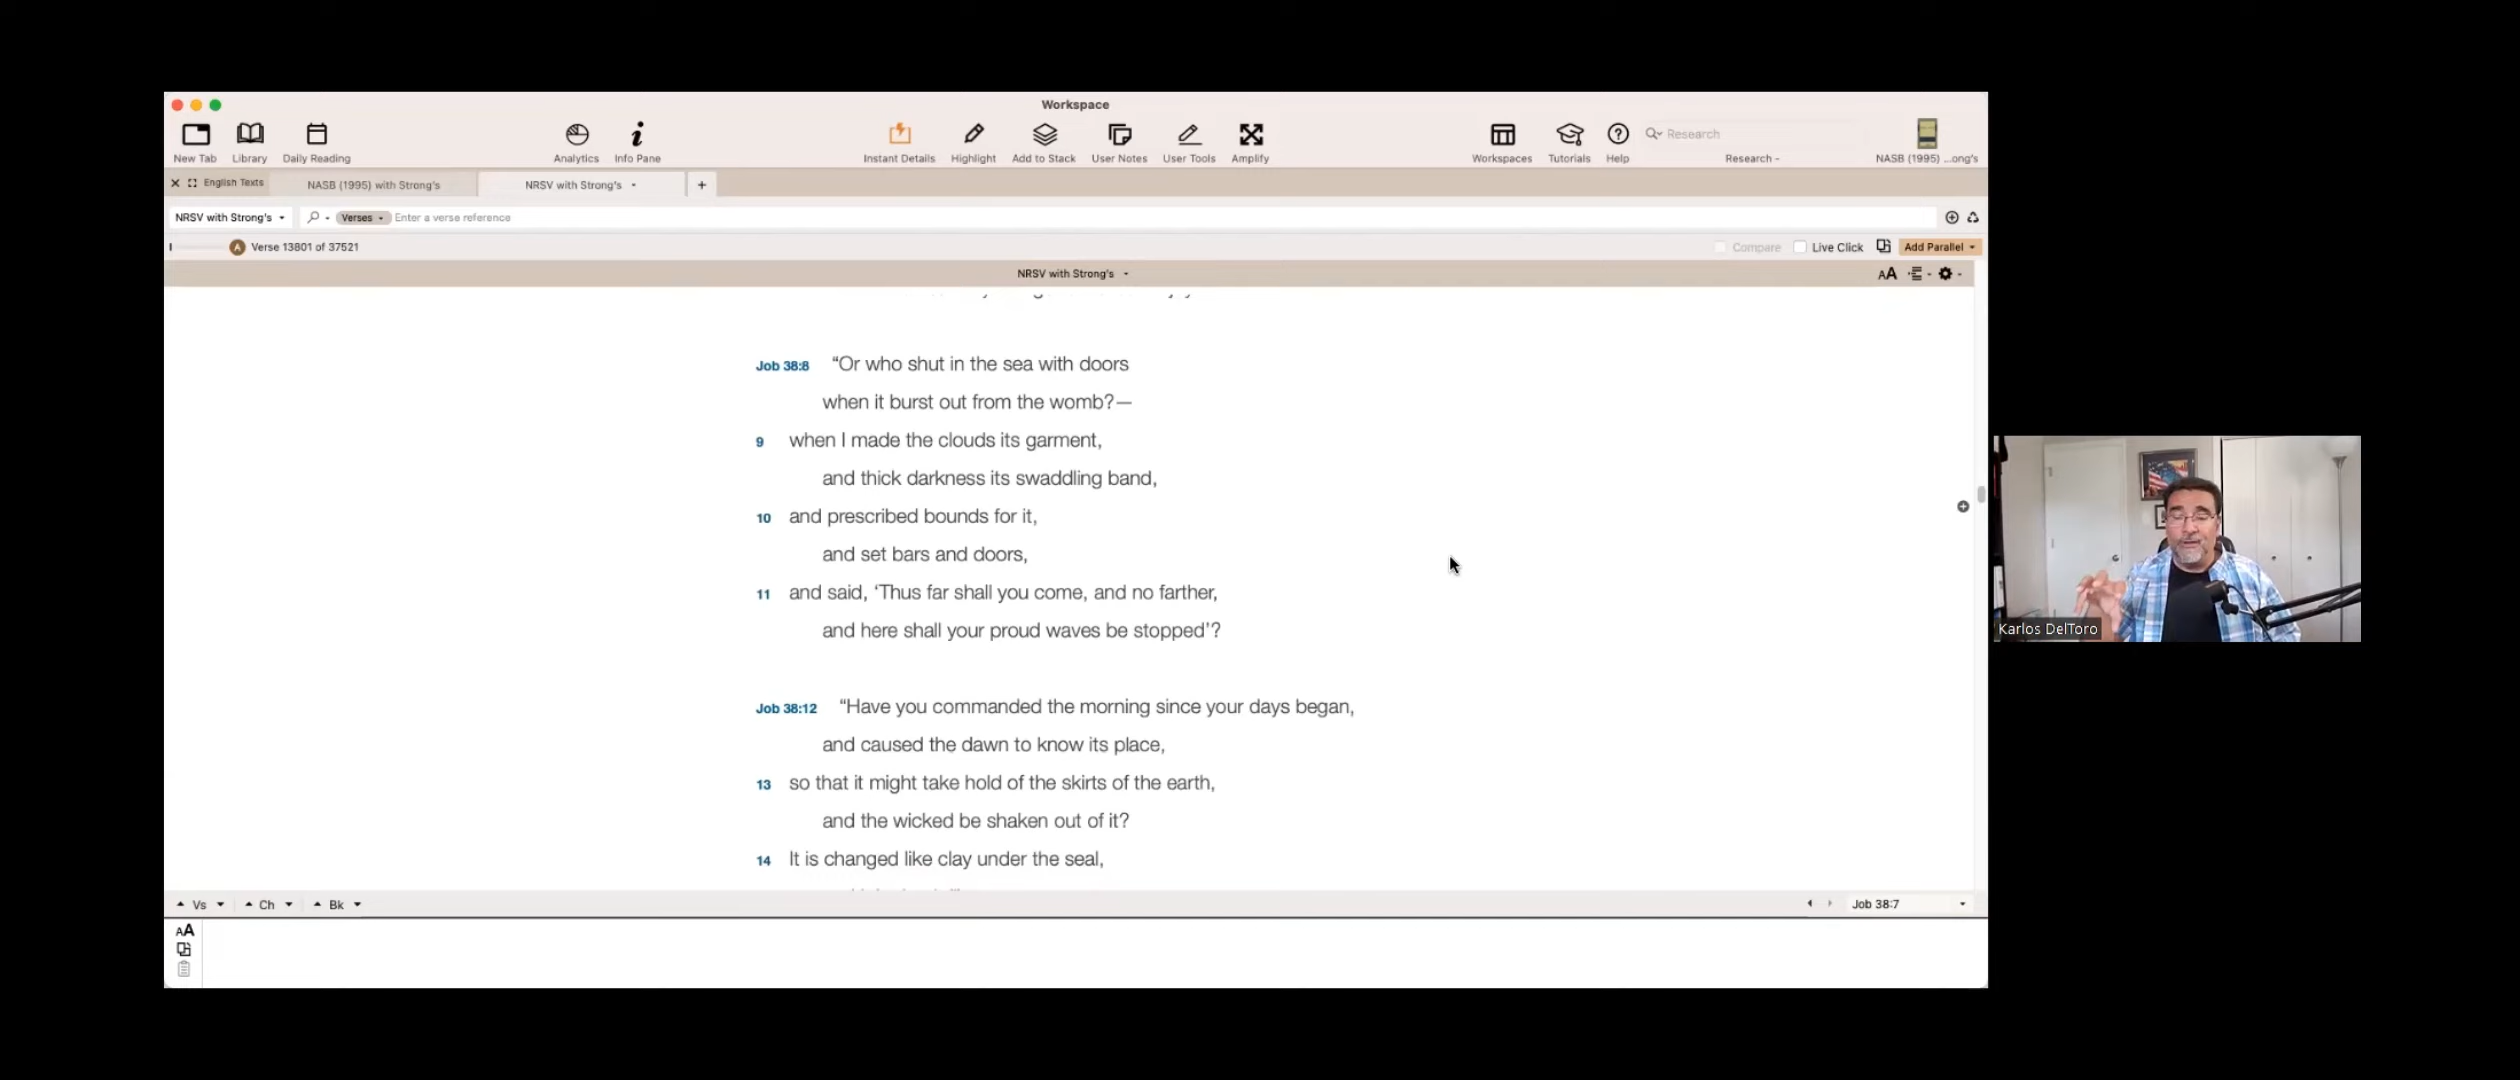 Workspace
New Tab
Library
Daily Reading
Analytics
Info Pane
Instant Details
Highlight
Add to Stack
User Notes
User Tools
Amplify
Workspaces
Tutorials
Help
Research
Research
NASB (1995) ...ong's
English Texts
NASB (1995) with Strong's
NRSV with Strong's
NRSV with Strong's
Verses
Enter a verse reference
A
Verse 13801 of 37521
Compare
Live Click
Add Parallel
NRSV with Strong's
AA
Job 38:8 “Or who shut in the sea with doors
when it burst out from the womb?—
9 when I made the clouds its garment,
and thick darkness its swaddling band,
10 and prescribed bounds for it,
and set bars and doors,
11 and said, ‘Thus far shall you come, and no farther,
and here shall your proud waves be stopped’?
Job 38:12 “Have you commanded the morning since your days began,
and caused the dawn to know its place,
13 so that it might take hold of the skirts of the earth,
and the wicked be shaken out of it?
14 It is changed like clay under the seal,
Vs
Ch
Bk
Job 38:7
AA
Karlos DelToro